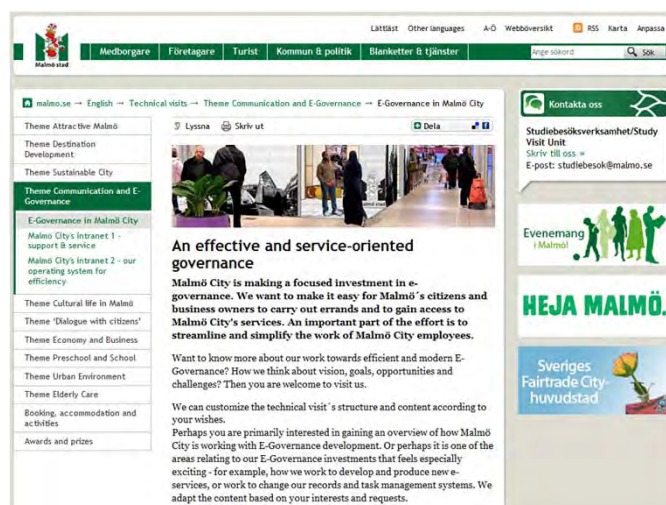 Lättläst Other languages A-Ö Webböversikt RSS Karta Anpassa
Malmö stad
Medborgare Företagare Turist Kommun & politik Blanketter & tjänster
Ange sökord Sök
malmo.se → English → Technical visits → Theme Communication and E-Governance → E-Governance in Malmö City
Theme Attractive Malmö
Theme Destination
Development
Theme Sustainable City
Theme Communication and E-
Governance
E-Governance in Malmö City
Malmö City's intranet 1 -
support & service
Malmö City's intranet 2 - our
operating system for
efficiency
Theme Cultural life in Malmö
Theme 'Dialogue with citizens'
Theme Economy and Business
Theme Preschool and School
Theme Urban Environment
Theme Elderly Care
Booking, accommodation and
activities
Awards and prizes
Lyssna Skriv ut Dela
An effective and service-oriented
governance
Malmö City is making a focused investment in e-
governance. We want to make it easy for Malmö´s citizens and
business owners to carry out errands and to gain access to
Malmö City's services. An important part of the effort is to
streamline and simplify the work of Malmö City employees.
Want to know more about our work towards efficient and modern E-
Governance? How we think about vision, goals, opportunities and
challenges? Then you are welcome to visit us.
We can customize the technical visit´s structure and content according to
your wishes.
Perhaps you are primarily interested in gaining an overview of how Malmö
City is working with E-Governance development. Or perhaps it is one of the
areas relating to our E-Governance investments that feels especially
exciting - for example, how we work to develop and produce new e-
services, or work to change our records and task management systems. We
adapt the content based on your interests and requests.
Kontakta oss
Studiebesöksverksamhet/Study
Visit Unit
Skriv till oss »
E-post: studiebesok@malmo.se
Evenemang
i Malmö!
HEJA MALMÖ.
Sveriges
Fairtrade City-
huvudstad